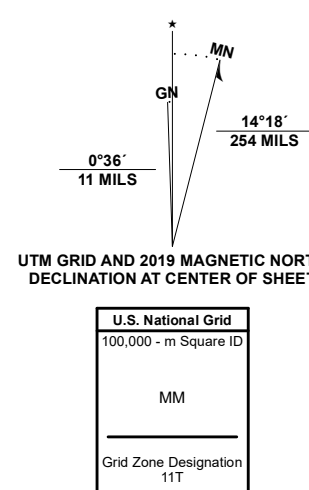 ★
MN
GN
14°18´
254 MILS
0°36´
11 MILS
UTM GRID AND 2019 MAGNETIC NORT
DECLINATION AT CENTER OF SHEET
U.S. National Grid
100,000 - m Square ID
MM
Grid Zone Designation
11T